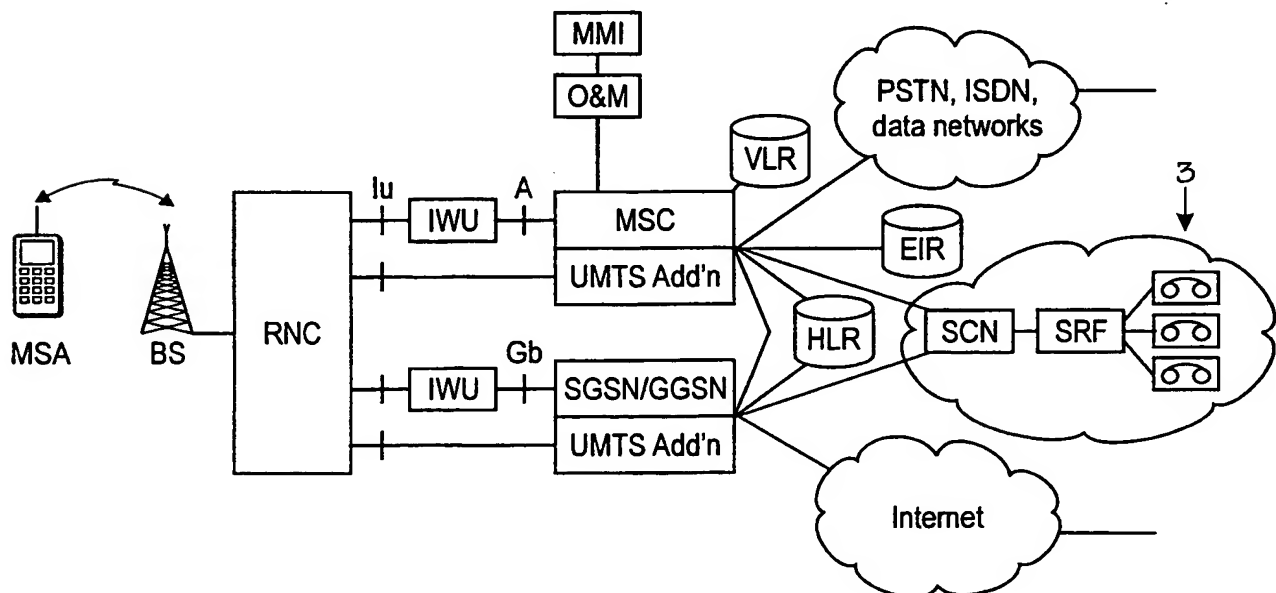 MMI
O&M
PSTN, ISDN,
data networks
VLR
3
Iu
A
IWU
MSC
EIR
UMTS Add'n
RNC
MSA
BS
HLR
SCN
SRF
Gb
IWU
SGSN/GGSN
UMTS Add'n
Internet